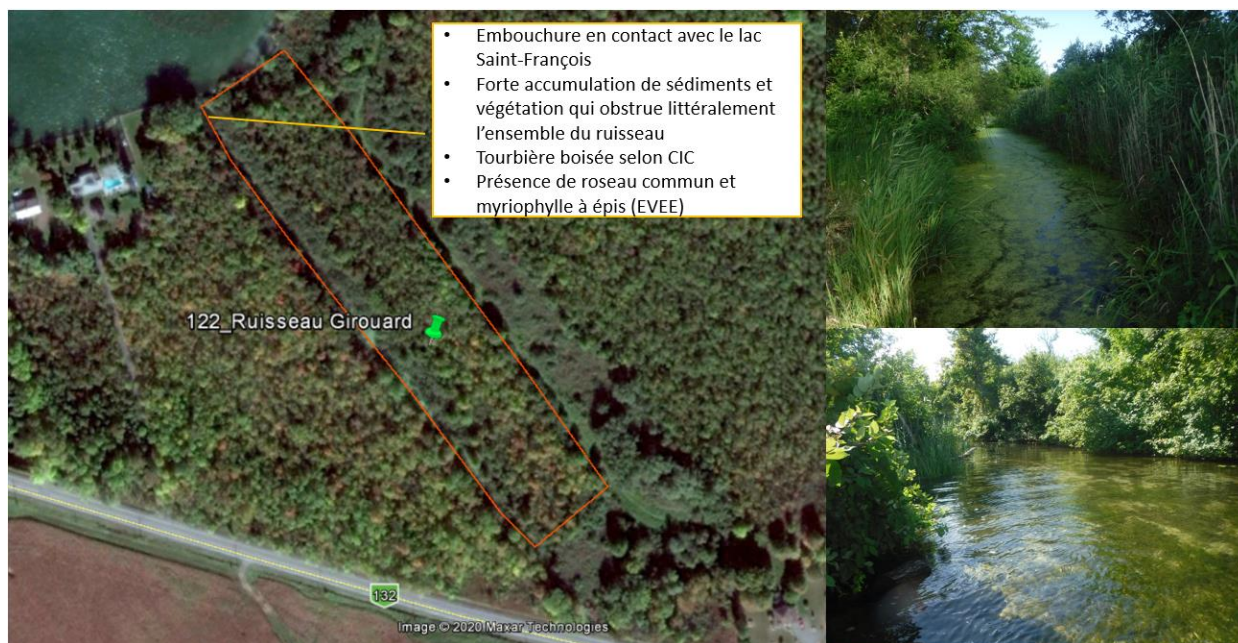 • Embouchure en contact avec le lac
Saint-François
• Forte accumulation de sédiments et
végétation qui obstrue littéralement
l’ensemble du ruisseau
• Tourbière boisée selon CIC
• Présence de roseau commun et
myriophylle à épis (EVEE)
122_Ruisseau Girouard
132
Image © 2020 Maxar Technologies